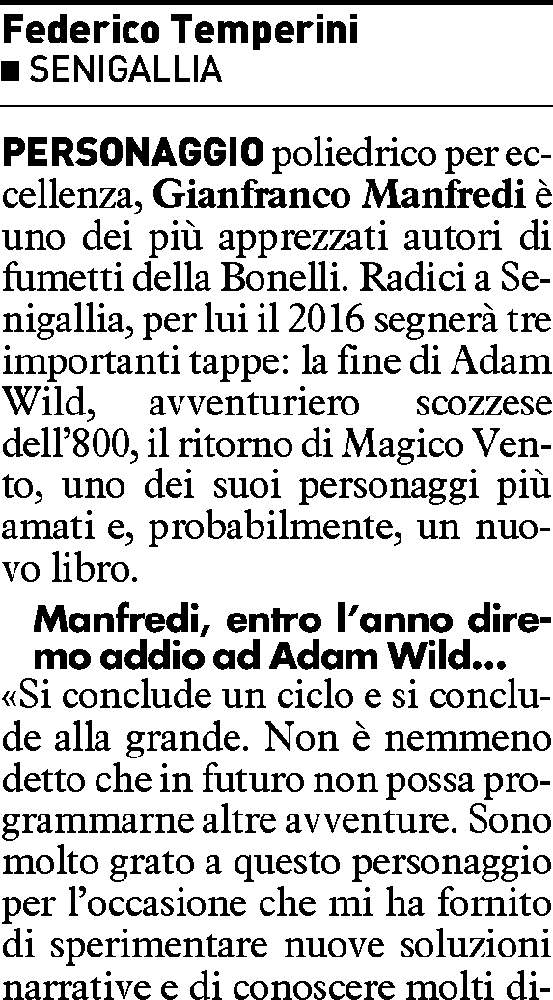 Federico Temperini
■ SENIGALLIA
PERSONAGGIO poliedrico per ec-
cellenza, Gianfranco Manfredi è
uno dei più apprezzati autori di
fumetti della Bonelli. Radici a Se-
nigallia, per lui il 2016 segnerà tre
importanti tappe: la fine di Adam
Wild, avventuriero scozzese
dell'800, il ritorno di Magico Ven-
to, uno dei suoi personaggi più
amati e, probabilmente, un nuo-
vo libro.
Manfredi, entro l'anno dire-
mo addio ad Adam Wild...
«Si conclude un ciclo e si conclu-
de alla grande. Non è nemmeno
detto che in futuro non possa pro-
grammarne altre avventure. Sono
molto grato a questo personaggio
per l'occasione che mi ha fornito
di sperimentare nuove soluzioni
narrative e di conoscere molti di-